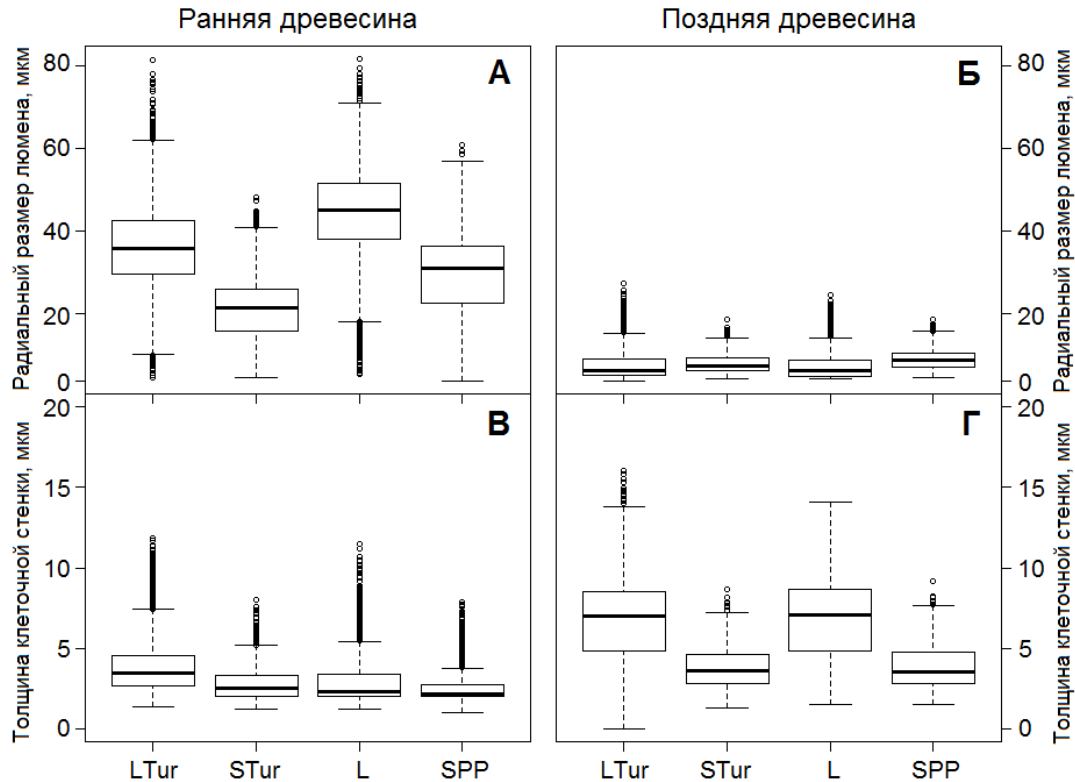 Ранняя древесина
Поздняя древесина
Радиальный размер люмена, мкм
80
60
40
20
0
А
Б
80
60
40
20
0
Радиальный размер люмена, мкм
Толщина клеточной стенки, мкм
20
15
10
5
0
В
Г
20
15
10
5
0
Толщина клеточной стенки, мкм
LTur STur L SPP
LTur STur L SPP